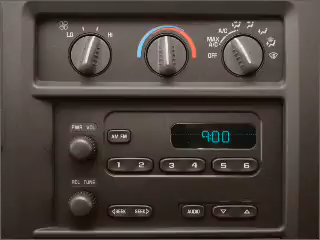 LO HI
A/C
MAX A/C
OFF
PWR VOL
AM FM
9:00
1 2 3 4 5 6
TUNE
SEEK SEEK
AUDIO